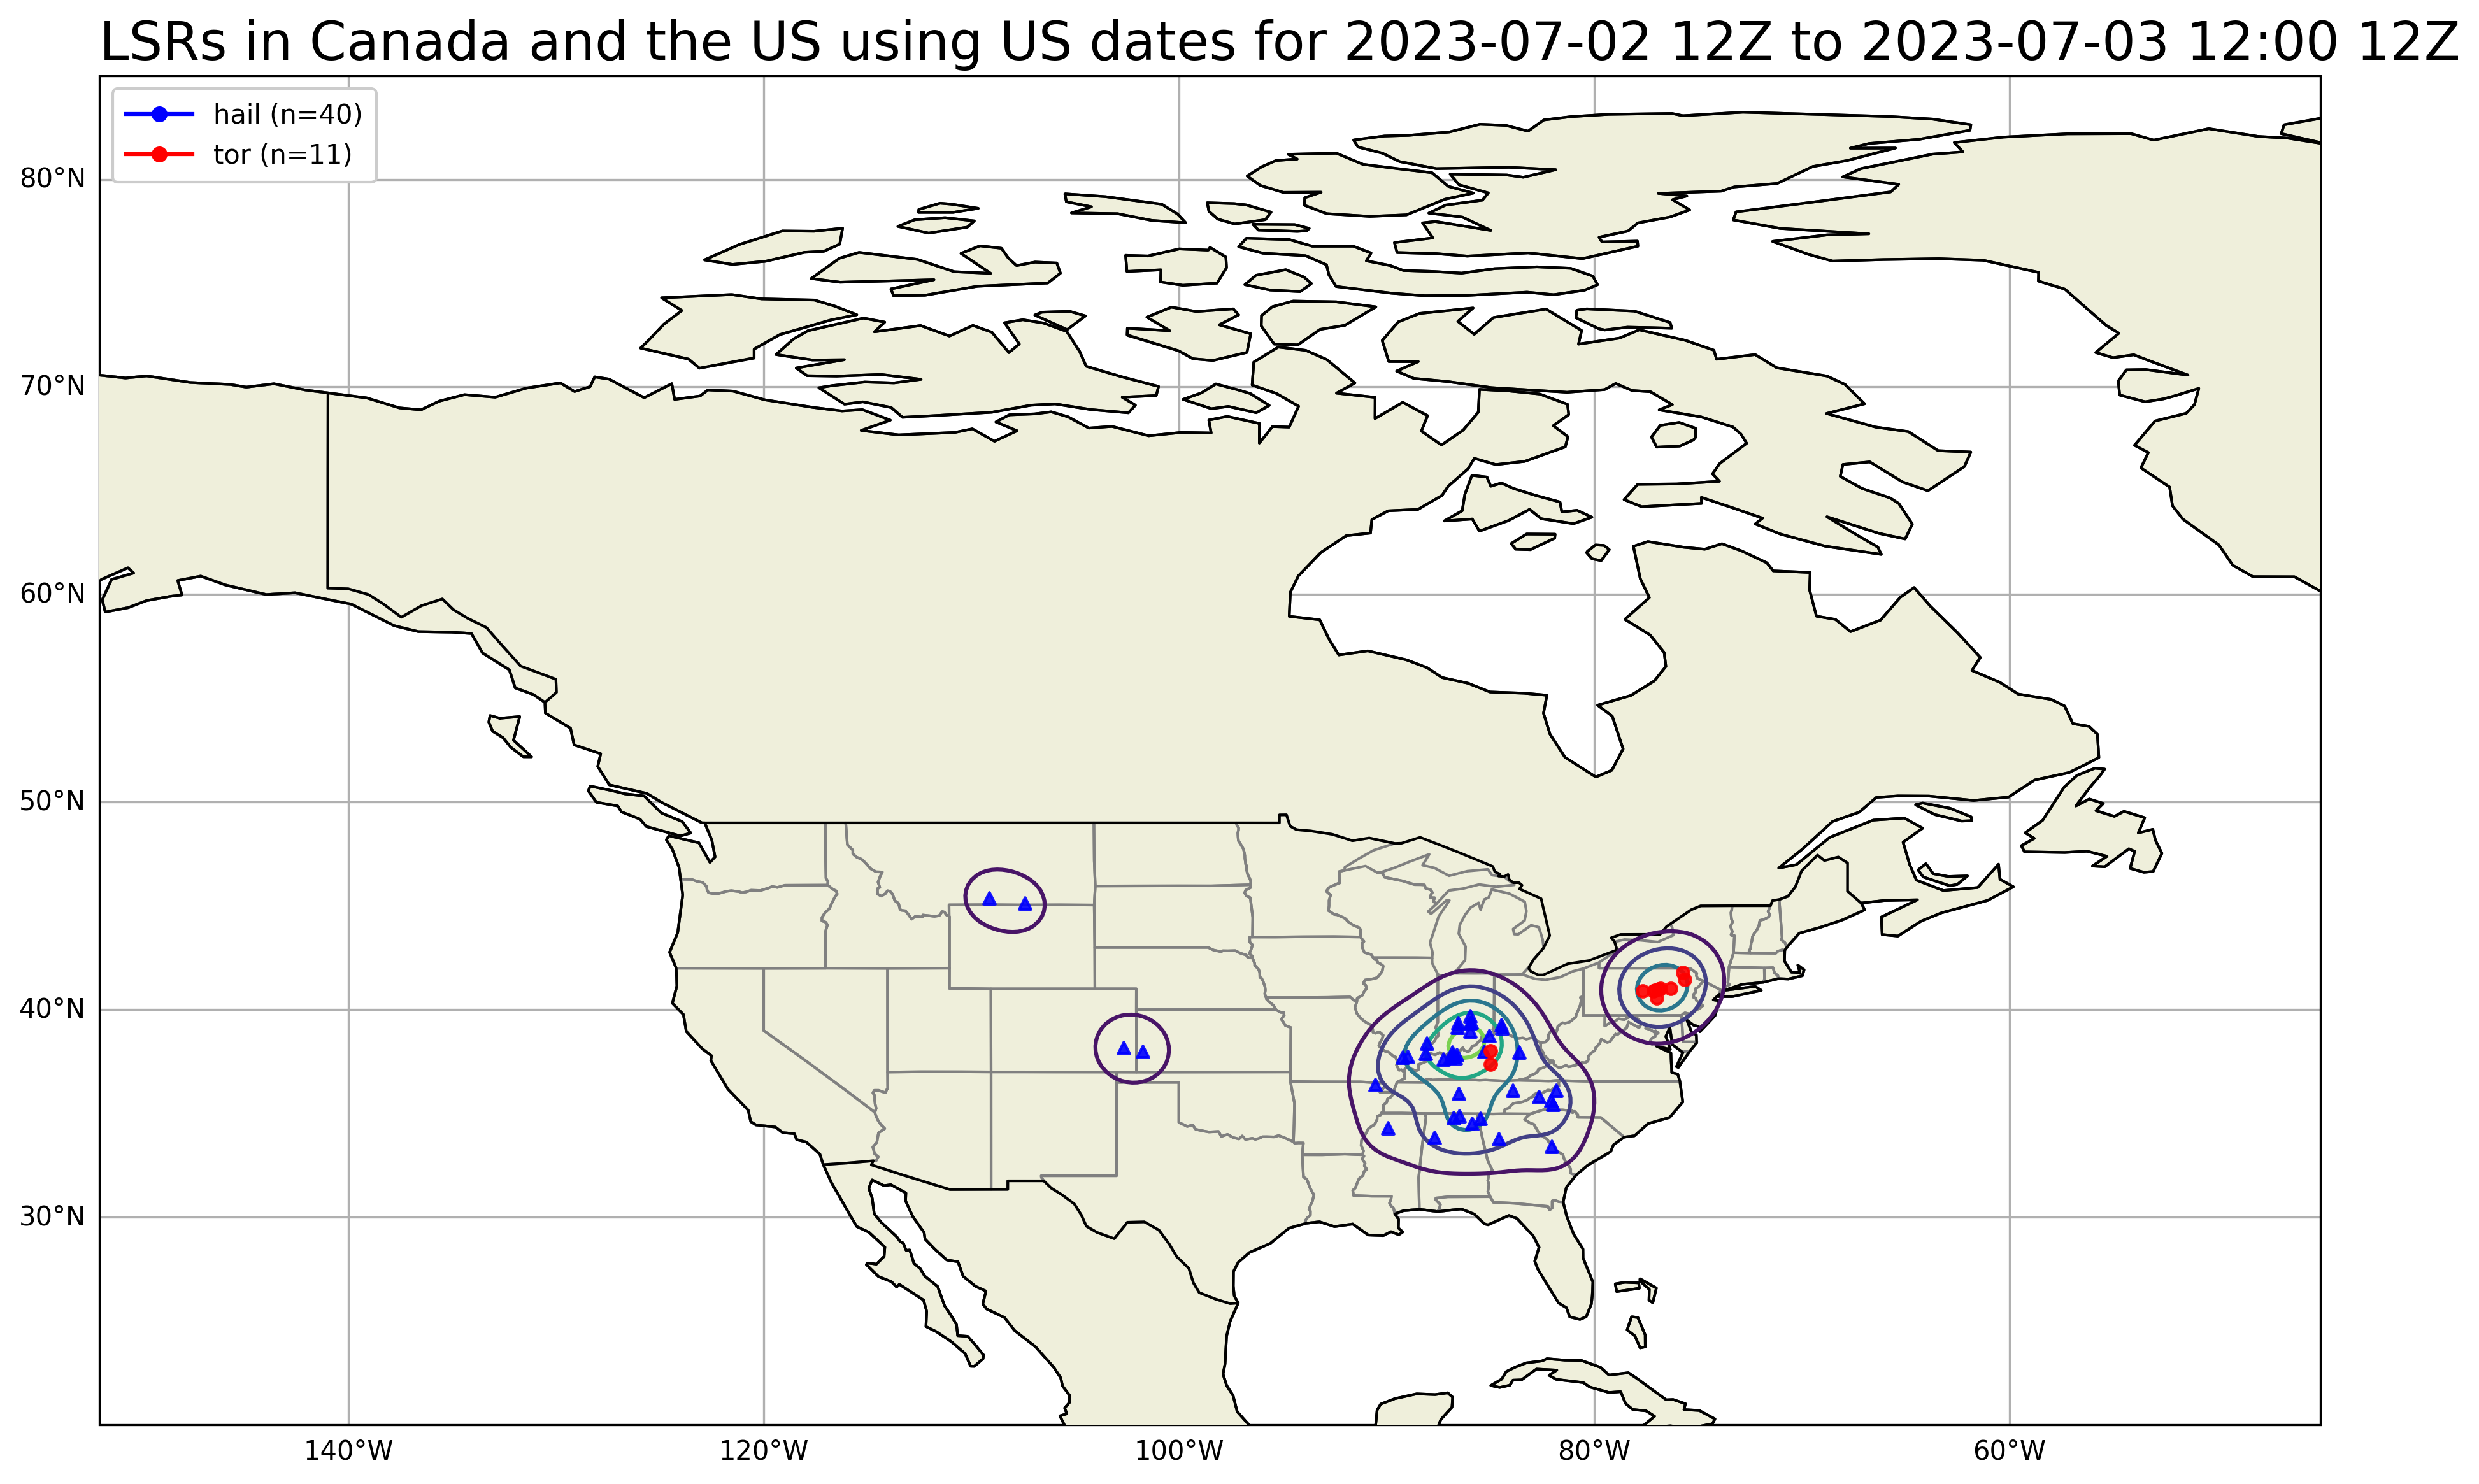 LSRs in Canada and the US using US dates for 2023-07-02 12Z to 2023-07-03 12:00 12Z
hail (n=40)
tor (n=11)
80°N
70°N
60°N
50°N
40°N
30°N
140°W
120°W
100°W
80°W
60°W